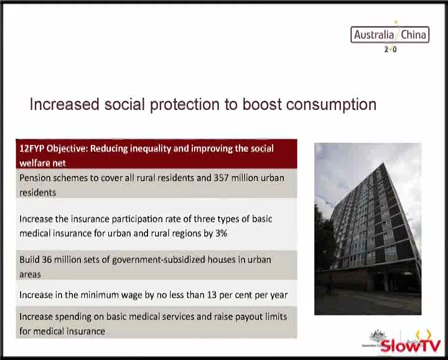 Australia China
2 0
Increased social protection to boost consumption
12FYP Objective: Reducing inequality and improving the social
welfare net
Pension schemes to cover all rural residents and 357 million urban
residents
Increase the insurance participation rate of three types of basic
medical insurance for urban and rural regions by 3%
Build 36 million sets of government-subsidized houses in urban
areas
Increase in the minimum wage by no less than 13 per cent per year
Increase spending on basic medical services and raise payout limits
for medical insurance
SlowTV